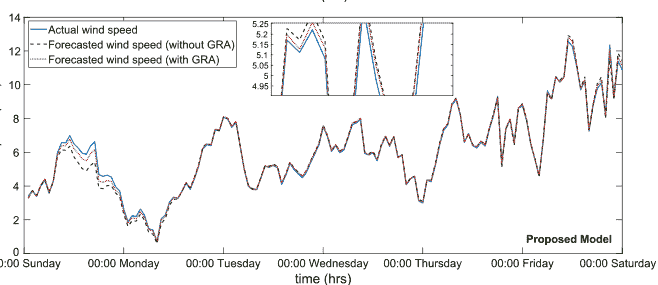 14
12
10
8
6
4
2
0
Actual wind speed
Forecasted wind speed (without GRA)
Forecasted wind speed (with GRA)
5.25
5.2
5.15
5.1
5.05
5
4.95
Proposed Model
00:00 Sunday 00:00 Monday 00:00 Tuesday 00:00 Wednesday 00:00 Thursday 00:00 Friday 00:00 Saturday
time (hrs)